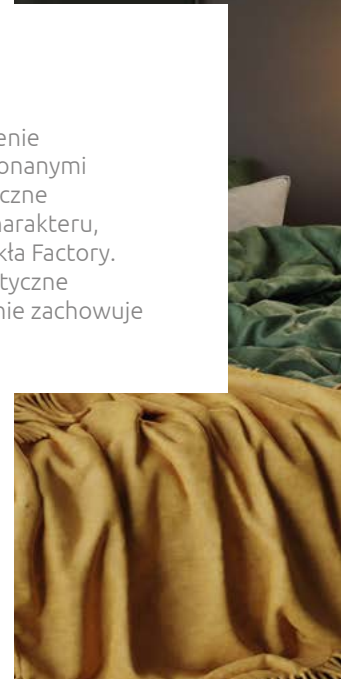 enie
onanymi
czne
harakteru,
kła Factory.
tyczne
nie zachowuje